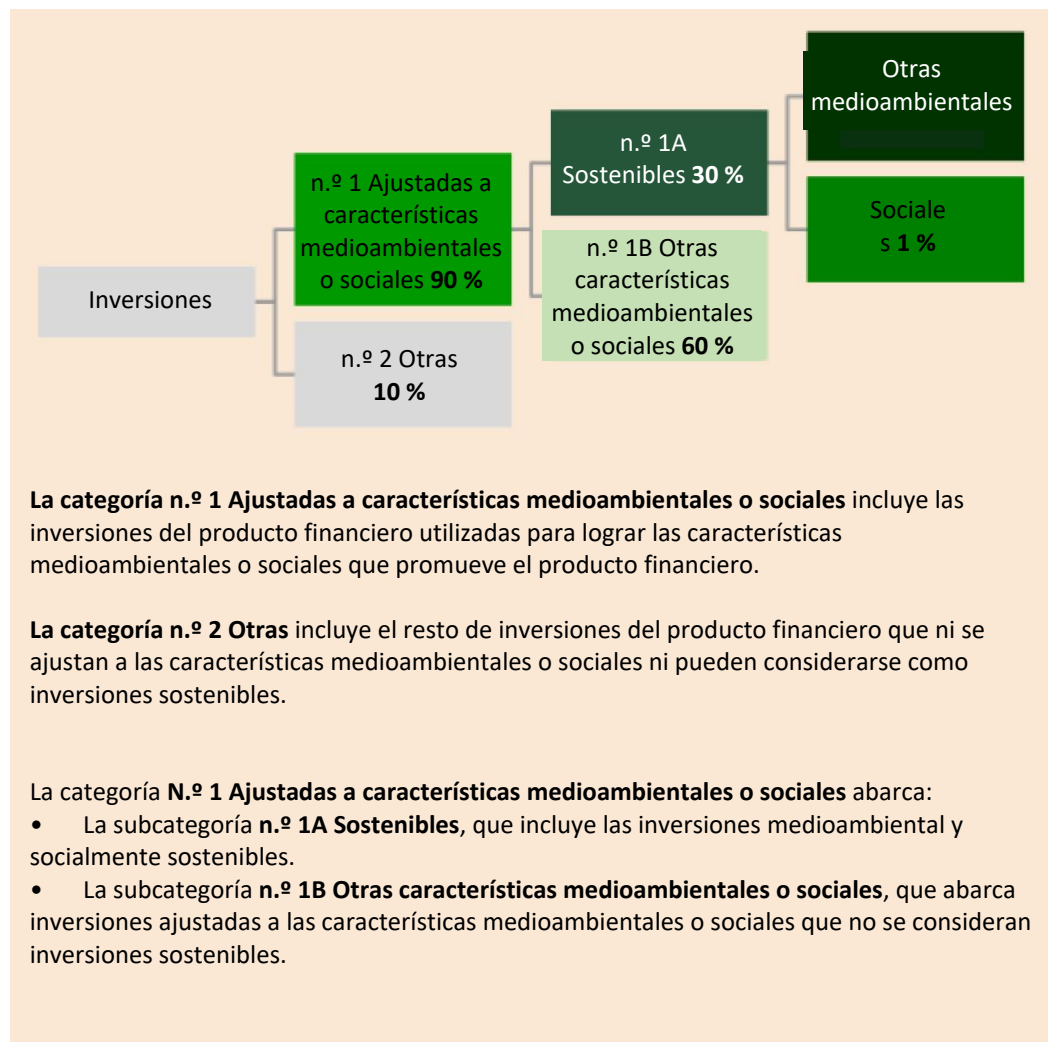 Otras
medioambientales
n.º 1A
Sostenibles 30 %
n.º 1 Ajustadas a
características
medioambientales
o sociales 90 %
Sociale
s 1 %
n.º 1B Otras
características
medioambientales
o sociales 60 %
Inversiones
n.º 2 Otras
10 %
La categoría n.º 1 Ajustadas a características medioambientales o sociales incluye las
inversiones del producto financiero utilizadas para lograr las características
medioambientales o sociales que promueve el producto financiero.
La categoría n.º 2 Otras incluye el resto de inversiones del producto financiero que ni se
ajustan a las características medioambientales o sociales ni pueden considerarse como
inversiones sostenibles.
La categoría N.º 1 Ajustadas a características medioambientales o sociales abarca:
• La subcategoría n.º 1A Sostenibles, que incluye las inversiones medioambiental y
socialmente sostenibles.
• La subcategoría n.º 1B Otras características medioambientales o sociales, que abarca
inversiones ajustadas a las características medioambientales o sociales que no se consideran
inversiones sostenibles.